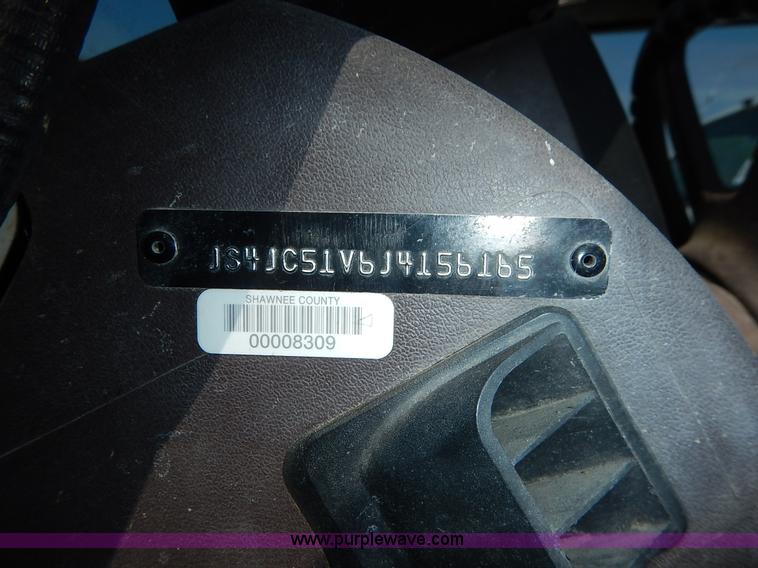 JS4JC51V6J4156165
SHAWNEE COUNTY
00008309
www.purplewave.com